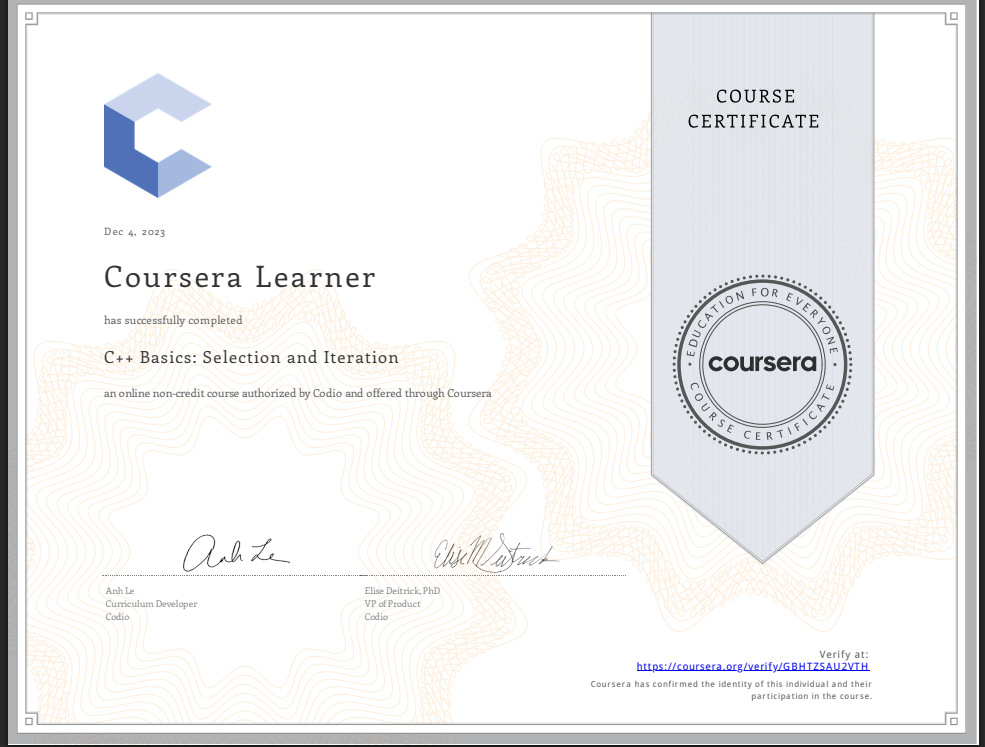 COURSE
CERTIFICATE
Dec 4, 2023
Coursera Learner
has successfully completed
C++ Basics: Selection and Iteration
an online non-credit course authorized by Codio and offered through Coursera
EDUCATION FOR EVERYONE
coursera
COURSE CERTIFICATE
Anh Le
Elise M Deitrick
Anh Le
Curriculum Developer
Codio
Elise Deitrick, PhD
VP of Product
Codio
Verify at:
https://coursera.org/verify/GBHTZSAU2VTH
Coursera has confirmed the identity of this individual and their
participation in the course.